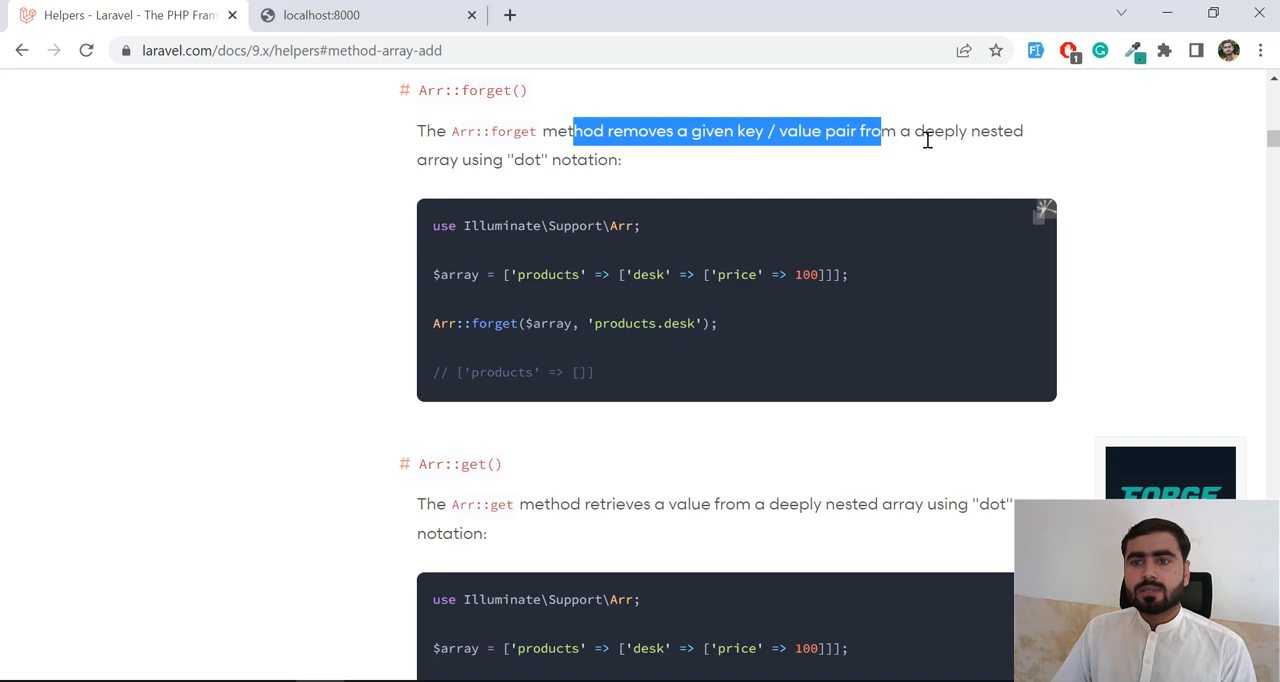 Helpers - Laravel - The PHP Fram
localhost:8000
laravel.com/docs/9.x/helpers#method-array-add
1
# Arr::forget()
The Arr::forget method removes a given key / value pair from a deeply nested
array using "dot" notation:
use Illuminate\Support\Arr;
$array = ['products' => ['desk' => ['price' => 100]]];
Arr::forget($array, 'products.desk');
// ['products' => []]
# Arr::get()
The Arr::get method retrieves a value from a deeply nested array using "dot"
notation:
FORGE
use Illuminate\Support\Arr;
$array = ['products' => ['desk' => ['price' => 100]]];